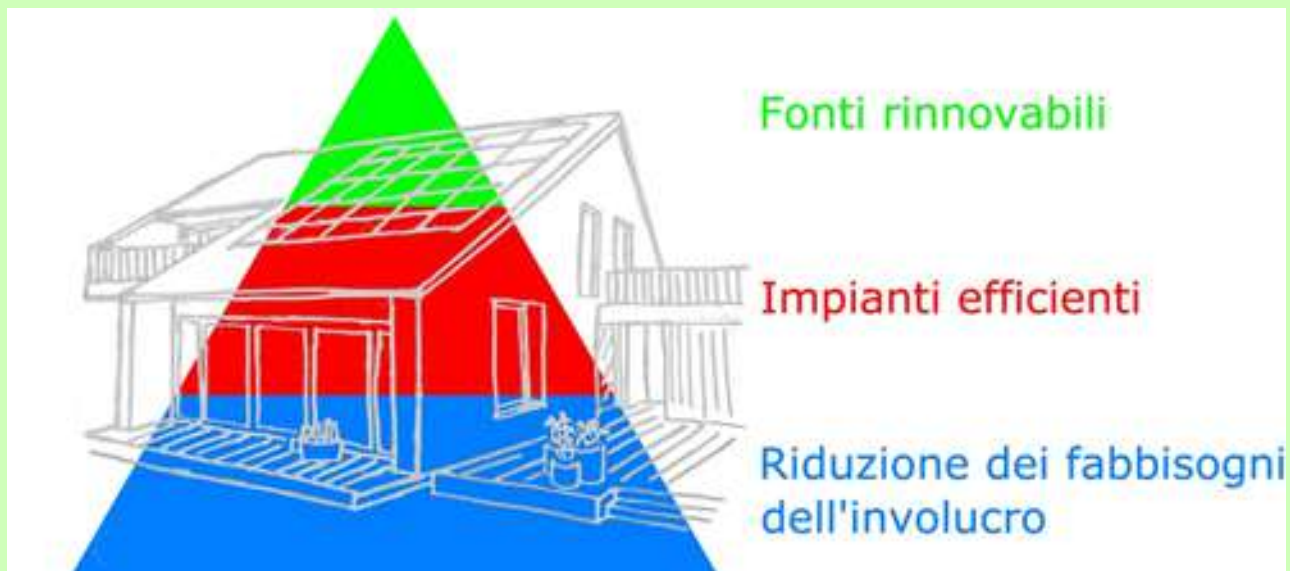 Fonti rinnovabili
Impianti efficienti
Riduzione dei fabbisogni
dell'involucro